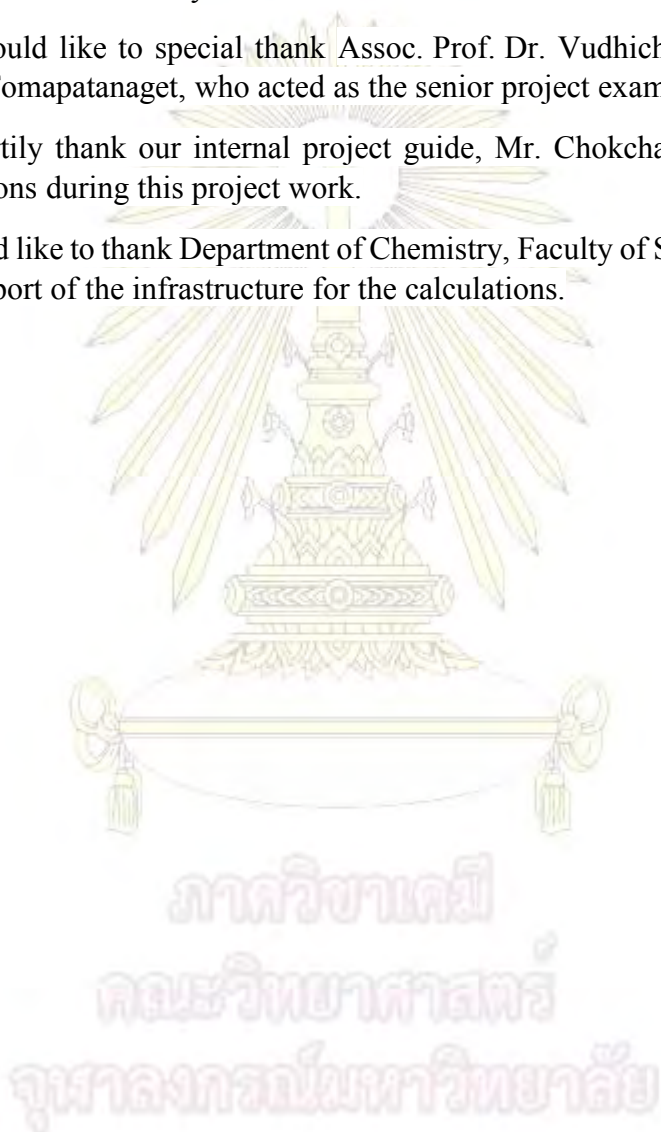 ould like to special thank Assoc. Prof. Dr. Vudhich
omapatanaget, who acted as the senior project exam
tily thank our internal project guide, Mr. Chokcha
ons during this project work.
d like to thank Department of Chemistry, Faculty of S
port of the infrastructure for the calculations.
ภาควิชาเคมี
คณะวิทยาศาสตร์
จุฬาลงกรณ์มหาวิทยาลัย